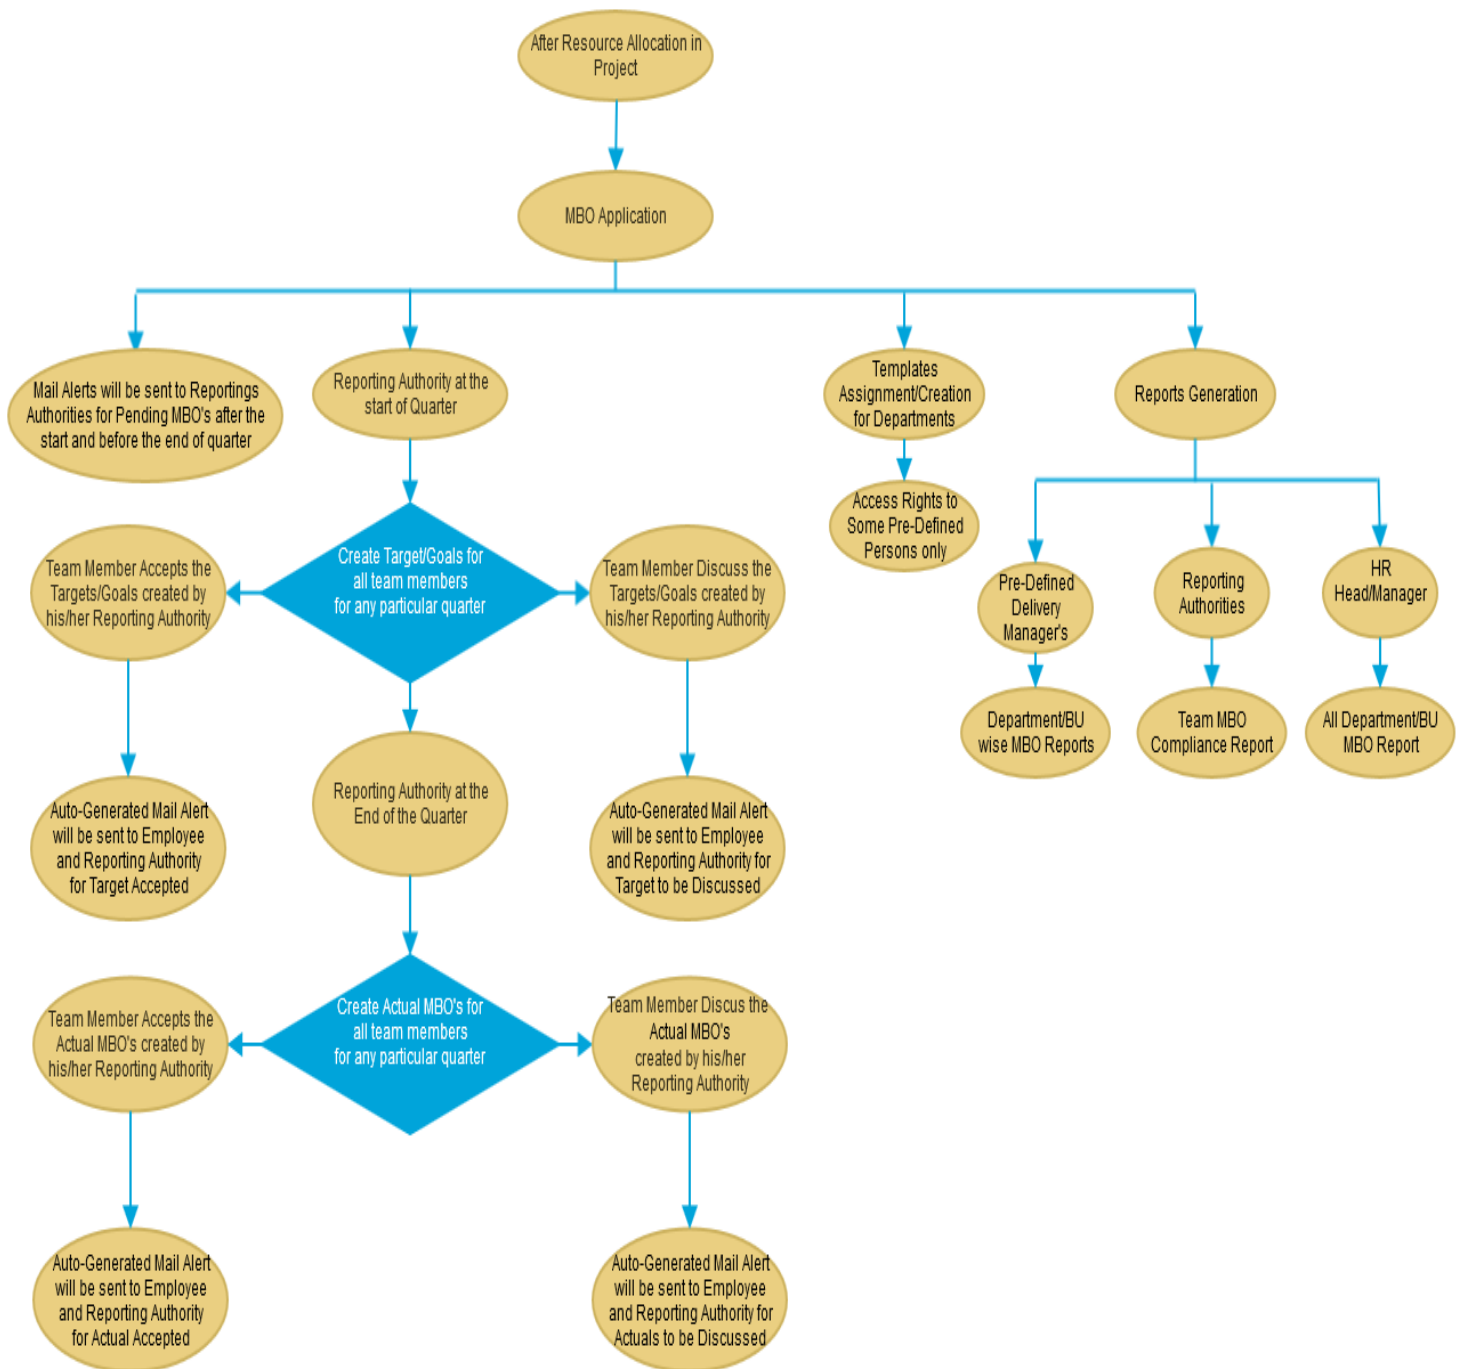 After Resource Allocation in
Project
MBO Application
Mail Alerts will be sent to Reportings
Authorities for Pending MBO's after the
start and before the end of quarter
Reporting Authority at the
start of Quarter
Templates
Assignment/Creation
for Departments
Reports Generation
Access Rights to
Some Pre-Defined
Persons only
Team Member Accepts the
Targets/Goals created by
his/her Reporting Authority
Create Target/Goals for
all team members
for any particular quarter
Team Member Discuss the
Targets/Goals created by
his/her Reporting Authority
Pre-Defined
Delivery
Manager's
Reporting
Authorities
HR
Head/Manager
Department/BU
wise MBO Reports
Team MBO
Compliance Report
All Department/BU
MBO Report
Auto-Generated Mail Alert
will be sent to Employee
and Reporting Authority
for Target Accepted
Reporting Authority at the
End of the Quarter
Auto-Generated Mail Alert
will be sent to Employee
and Reporting Authority for
Target to be Discussed
Team Member Accepts the
Actual MBO's created by
his/her Reporting Authority
Create Actual MBO's for
all team members
for any particular quarter
Team Member Discus the
Actual MBO's
created by his/her
Reporting Authority
Auto-Generated Mail Alert
will be sent to Employee
and Reporting Authority
for Actual Accepted
Auto-Generated Mail Alert
will be sent to Employee
and Reporting Authority for
Actuals to be Discussed